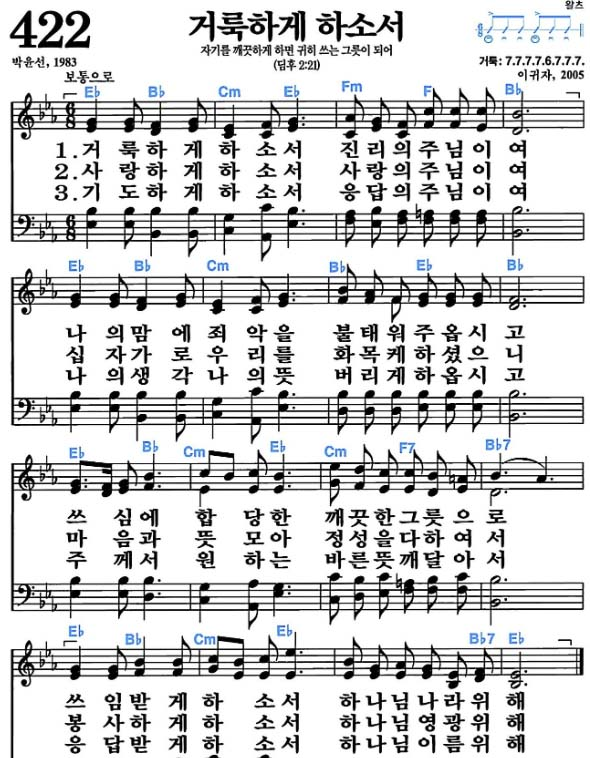 422 거룩하게 하소서
왈츠
자기를 깨끗하게 하면 귀히 쓰는 그릇이 되어
(딤후 2:21)
박윤선, 1983
거룩: 7.7.7.7.6.7.7.7.
보통으로
이귀자, 2005
E♭ B♭ Cm E♭ Fm F B♭
1. 거룩하게 하소서 진리의주님이여
2. 사랑하게 하소서 사랑의주님이여
3. 기도하게 하소서 응답의주님이여
E♭ B♭ Cm E♭ B♭ E♭ B♭
나의맘에죄악을 불태워주옵시고
십자가로우리를 화목케하셨으니
나의생각나의뜻 버리게하옵시고
E♭ B♭ Cm E♭ Cm F7 B♭7
쓰심에 합당한 깨끗한그릇으로
마음과 뜻모아 정성을다하여서
주께서 원하는 바른뜻깨달아서
E♭ B♭ Cm E♭ B♭7 E♭
쓰임받게하소서 하나님나라위해
봉사하게하소서 하나님영광위해
응답받게하소서 하나님이름위해